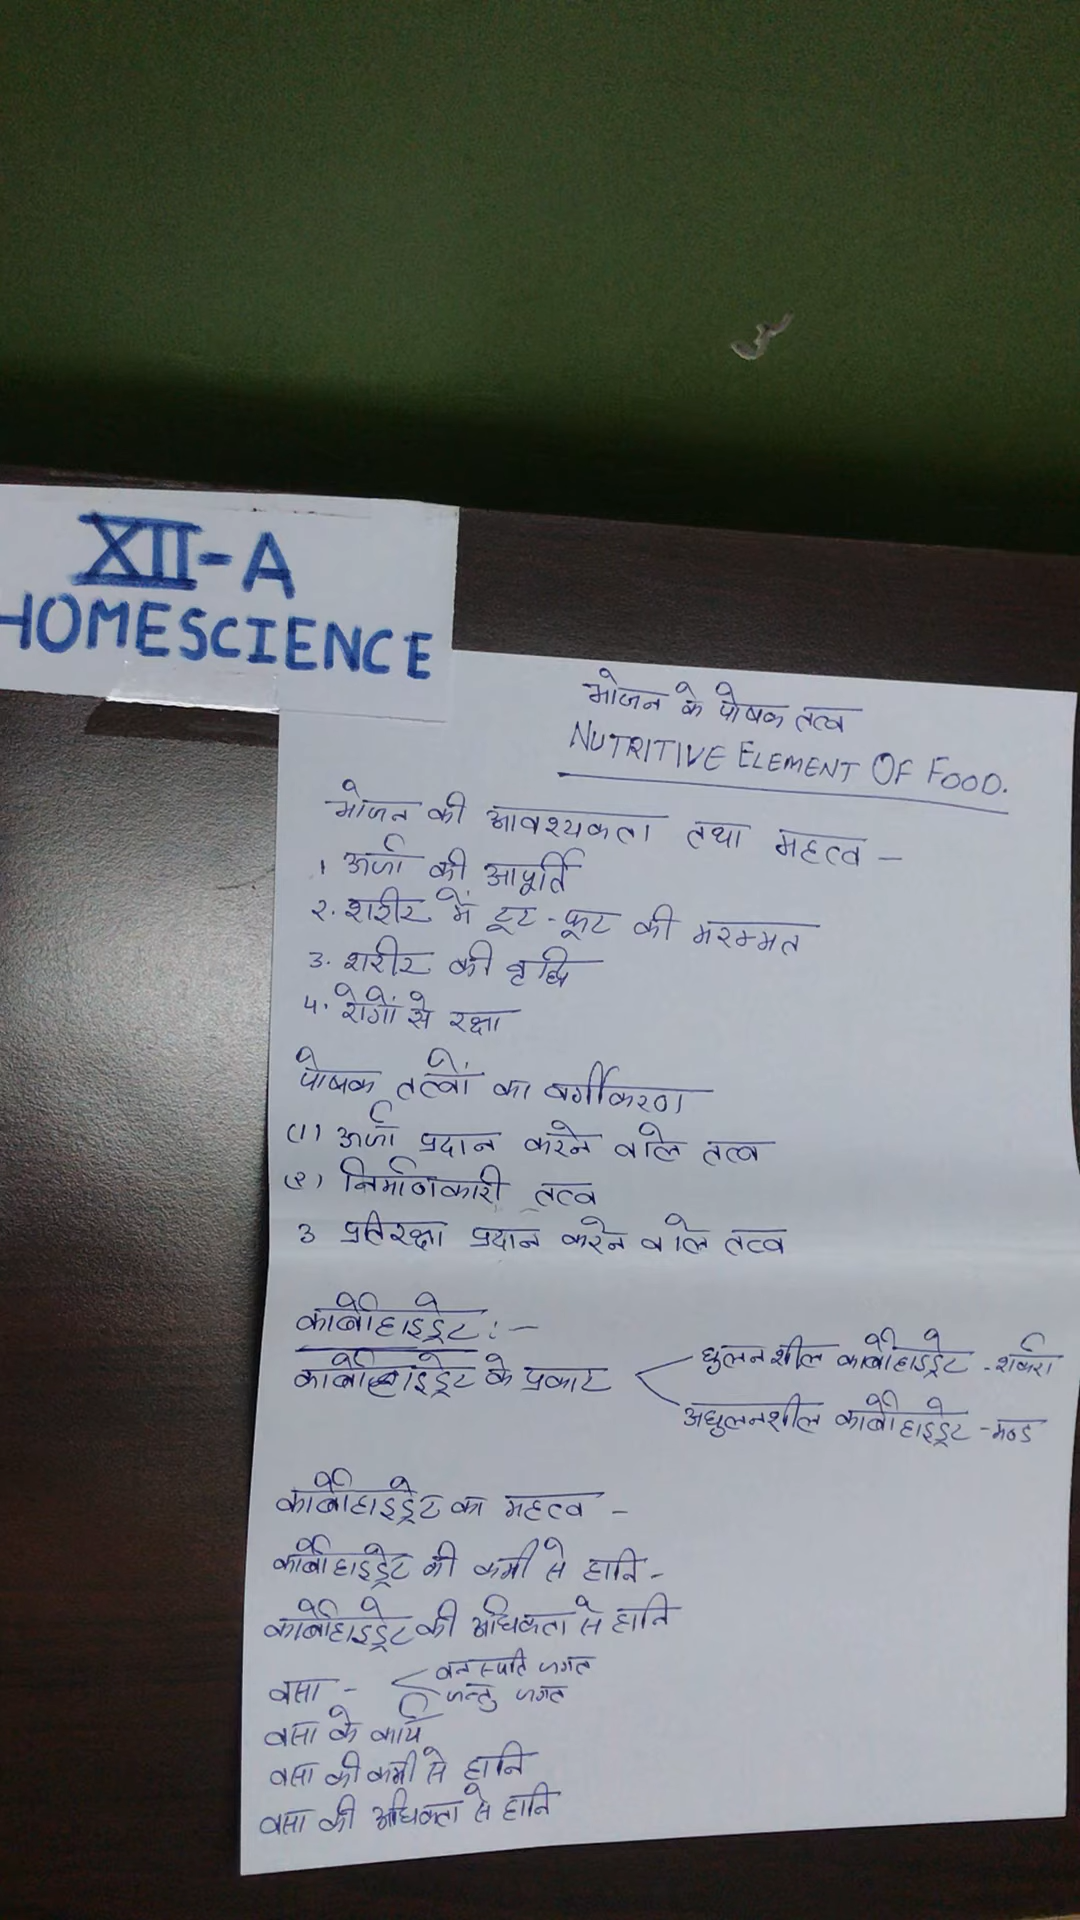 XII-A
HOMESCIENCE
भोजन के पोषक तत्व
NUTRITIVE ELEMENT OF FOOD.
भोजन की आवश्यकता तथा महत्व -
1 ऊर्जा की आपूर्ति
२. शरीर में टूट-फूट की मरम्मत
3. शरीर की वृद्धि
4. रोगों से रक्षा
पोषक तत्वों का वर्गीकरण
(1) ऊर्जा प्रदान करने वाले तत्व
(२) निर्माणकारी तत्व
3 प्रतिरक्षा प्रदान करने वाले तत्व
कार्बोहाइड्रेट :-
कार्बोहाइड्रेट के प्रकार
घुलनशील कार्बोहाइड्रेट - शर्करा
अघुलनशील कार्बोहाइड्रेट - मण्ड
कार्बोहाइड्रेट का महत्व -
कार्बोहाइड्रेट की कमी से हानि -
कार्बोहाइड्रेट की अधिकता से हानि
वसा - वनस्पति जगत
जन्तु जगत
वसा के कार्य
वसा की कमी से हानि
वसा की अधिकता से हानि